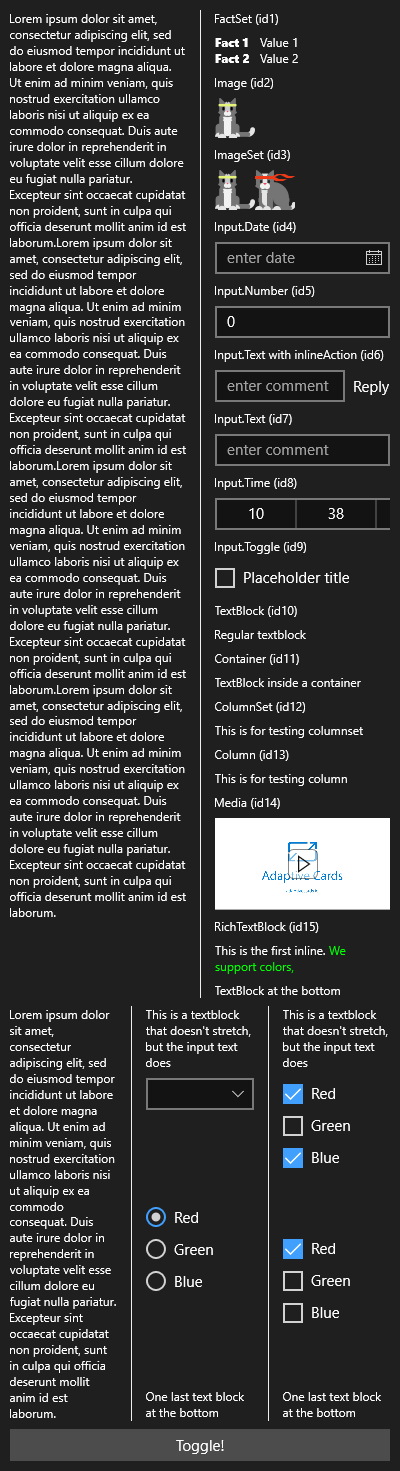 Lorem ipsum dolor sit amet,
consectetur adipiscing elit, sed
do eiusmod tempor incididunt ut
labore et dolore magna aliqua.
Ut enim ad minim veniam, quis
nostrud exercitation ullamco
laboris nisi ut aliquip ex ea
commodo consequat. Duis aute
irure dolor in reprehenderit in
voluptate velit esse cillum dolore
eu fugiat nulla pariatur.
Excepteur sint occaecat cupidatat
non proident, sunt in culpa qui
officia deserunt mollit anim id est
laborum.Lorem ipsum dolor sit
amet, consectetur adipiscing elit,
sed do eiusmod tempor
incididunt ut labore et dolore
magna aliqua. Ut enim ad minim
veniam, quis nostrud exercitation
ullamco laboris nisi ut aliquip ex
ea commodo consequat. Duis
aute irure dolor in reprehenderit
in voluptate velit esse cillum
dolore eu fugiat nulla pariatur.
Excepteur sint occaecat cupidatat
non proident, sunt in culpa qui
officia deserunt mollit anim id est
laborum.Lorem ipsum dolor sit
amet, consectetur adipiscing elit,
sed do eiusmod tempor
incididunt ut labore et dolore
magna aliqua. Ut enim ad minim
veniam, quis nostrud exercitation
ullamco laboris nisi ut aliquip ex
ea commodo consequat. Duis
aute irure dolor in reprehenderit
in voluptate velit esse cillum
dolore eu fugiat nulla pariatur.
Excepteur sint occaecat cupidatat
non proident, sunt in culpa qui
officia deserunt mollit anim id est
laborum.Lorem ipsum dolor sit
amet, consectetur adipiscing elit,
sed do eiusmod tempor
incididunt ut labore et dolore
magna aliqua. Ut enim ad minim
veniam, quis nostrud exercitation
ullamco laboris nisi ut aliquip ex
ea commodo consequat. Duis
aute irure dolor in reprehenderit
in voluptate velit esse cillum
dolore eu fugiat nulla pariatur.
Excepteur sint occaecat cupidatat
non proident, sunt in culpa qui
officia deserunt mollit anim id est
laborum.
FactSet (id1)
Fact 1 Value 1
Fact 2 Value 2
Image (id2)
ImageSet (id3)
Input.Date (id4)
enter date
Input.Number (id5)
0
Input.Text with inlineAction (id6)
enter comment Reply
Input.Text (id7)
enter comment
Input.Time (id8)
10 38
Input.Toggle (id9)
Placeholder title
TextBlock (id10)
Regular textblock
Container (id11)
TextBlock inside a container
ColumnSet (id12)
This is for testing columnset
Column (id13)
This is for testing column
Media (id14)
Adaptive Cards
RichTextBlock (id15)
This is the first inline. We
support colors,
TextBlock at the bottom
Lorem ipsum dolor
sit amet,
consectetur
adipiscing elit, sed
do eiusmod tempor
incididunt ut labore
et dolore magna
aliqua. Ut enim ad
minim veniam, quis
nostrud exercitation
ullamco laboris nisi
ut aliquip ex ea
commodo
consequat. Duis
aute irure dolor in
reprehenderit in
voluptate velit esse
cillum dolore eu
fugiat nulla pariatur.
Excepteur sint
occaecat cupidatat
non proident, sunt
in culpa qui officia
deserunt mollit
anim id est
laborum.
This is a textblock
that doesn't stretch,
but the input text
does
Red
Green
Blue
One last text block
at the bottom
This is a textblock
that doesn't stretch,
but the input text
does
Red
Green
Blue
Red
Green
Blue
One last text block
at the bottom
Toggle!